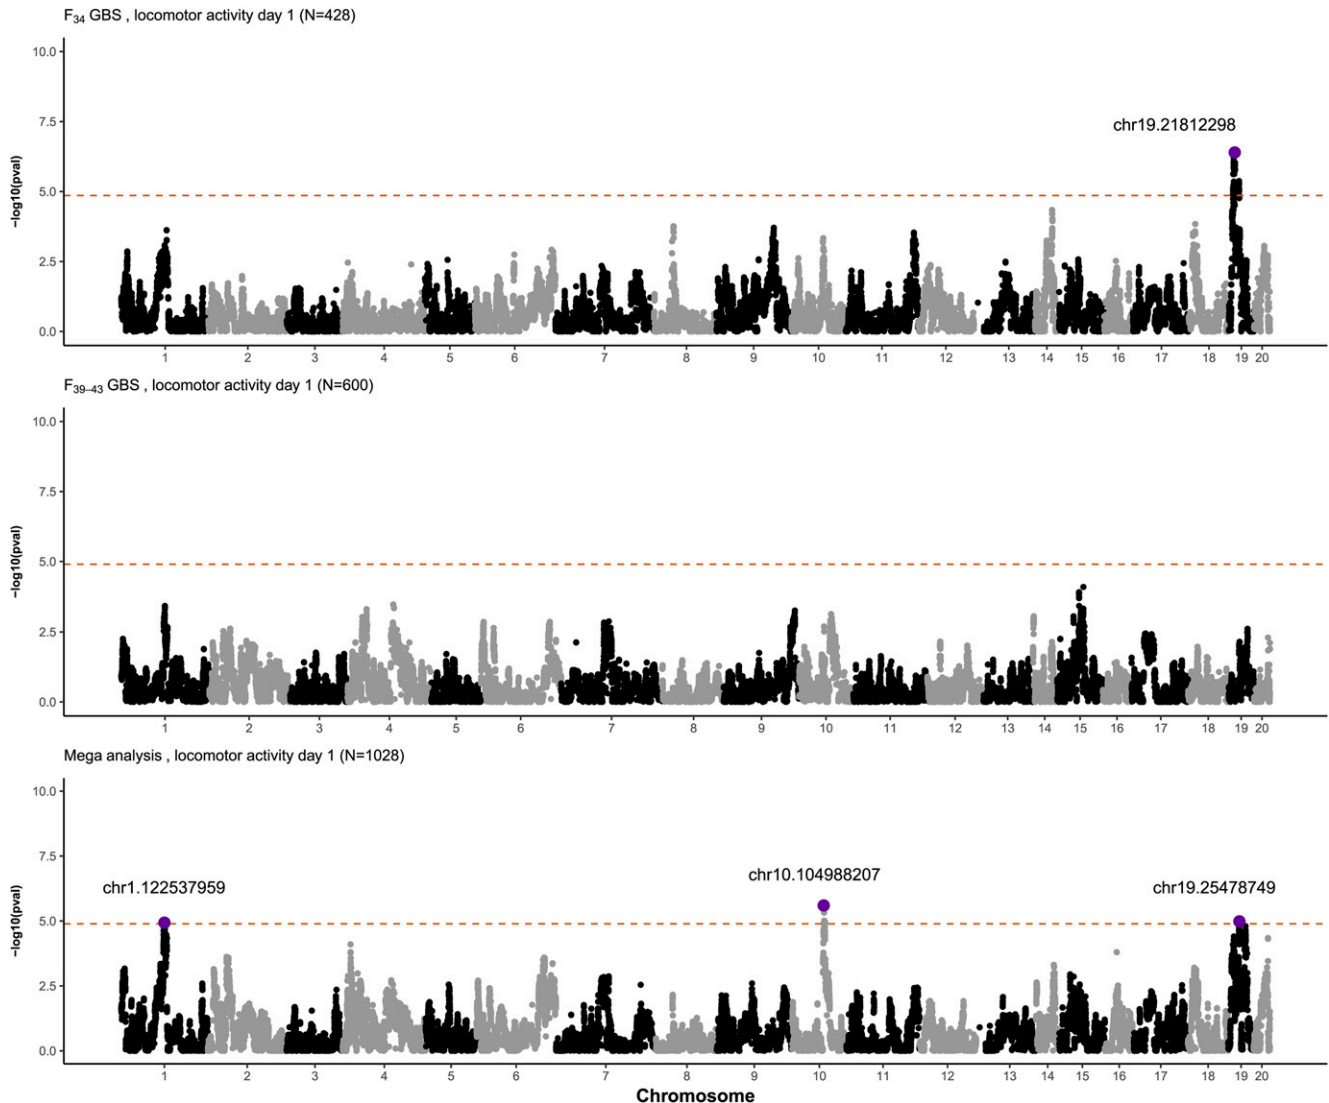 F34 GBS , locomotor activity day 1 (N=428)
10.0
chr19.21812298
7.5
−log10(pval)
5.0
2.5
0.0
1 2 3 4 5 6 7 8 9 10 11 12 13 14 15 16 17 18 19 20
F39–43 GBS , locomotor activity day 1 (N=600)
10.0
7.5
−log10(pval)
5.0
2.5
0.0
1 2 3 4 5 6 7 8 9 10 11 12 13 14 15 16 17 18 19 20
Mega analysis , locomotor activity day 1 (N=1028)
10.0
7.5
chr1.122537959 chr10.104988207 chr19.25478749
−log10(pval)
5.0
2.5
0.0
1 2 3 4 5 6 7 8 9 10 11 12 13 14 15 16 17 18 19 20
Chromosome